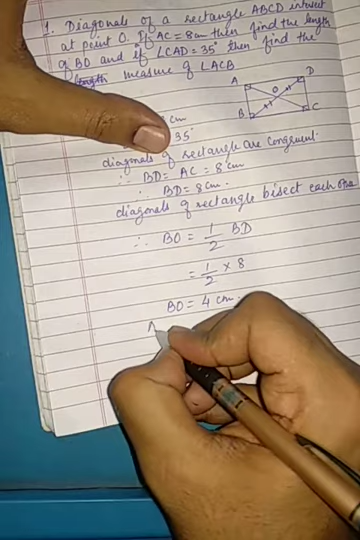 1. Diagonals of a rectangle ABCD intersect
at point O. If AC = 8cm then find the length
of BO and if ∠CAD = 35° then find the
length measure of ∠ACB
A
D
O
B
C
cm
35°
diagonals of rectangle are congruent.
∴ BD = AC = 8 cm
∴ BD = 8 cm.
diagonals of rectangle bisect each
∴ BO = 1/2 BD
= 1/2 × 8
BO = 4 cm.